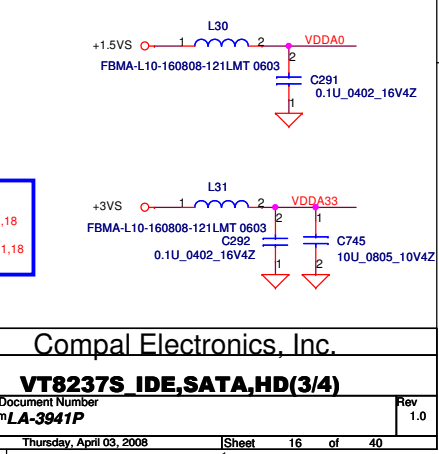 L30
+1.5VS 1 2 VDDA0
FBMA-L10-160808-121LMT 0603
2
C291
0.1U_0402_16V4Z
1
L31
+3VS 1 2 VDDA33
,18
FBMA-L10-160808-121LMT 0603
2 1
C292 C745
1,18
0.1U_0402_16V4Z 10U_0805_10V4Z
1 2
Compal Electronics, Inc.
VT8237S_IDE,SATA,HD(3/4)
Document Number Rev
m LA-3941P 1.0
Thursday, April 03, 2008 Sheet 16 of 40